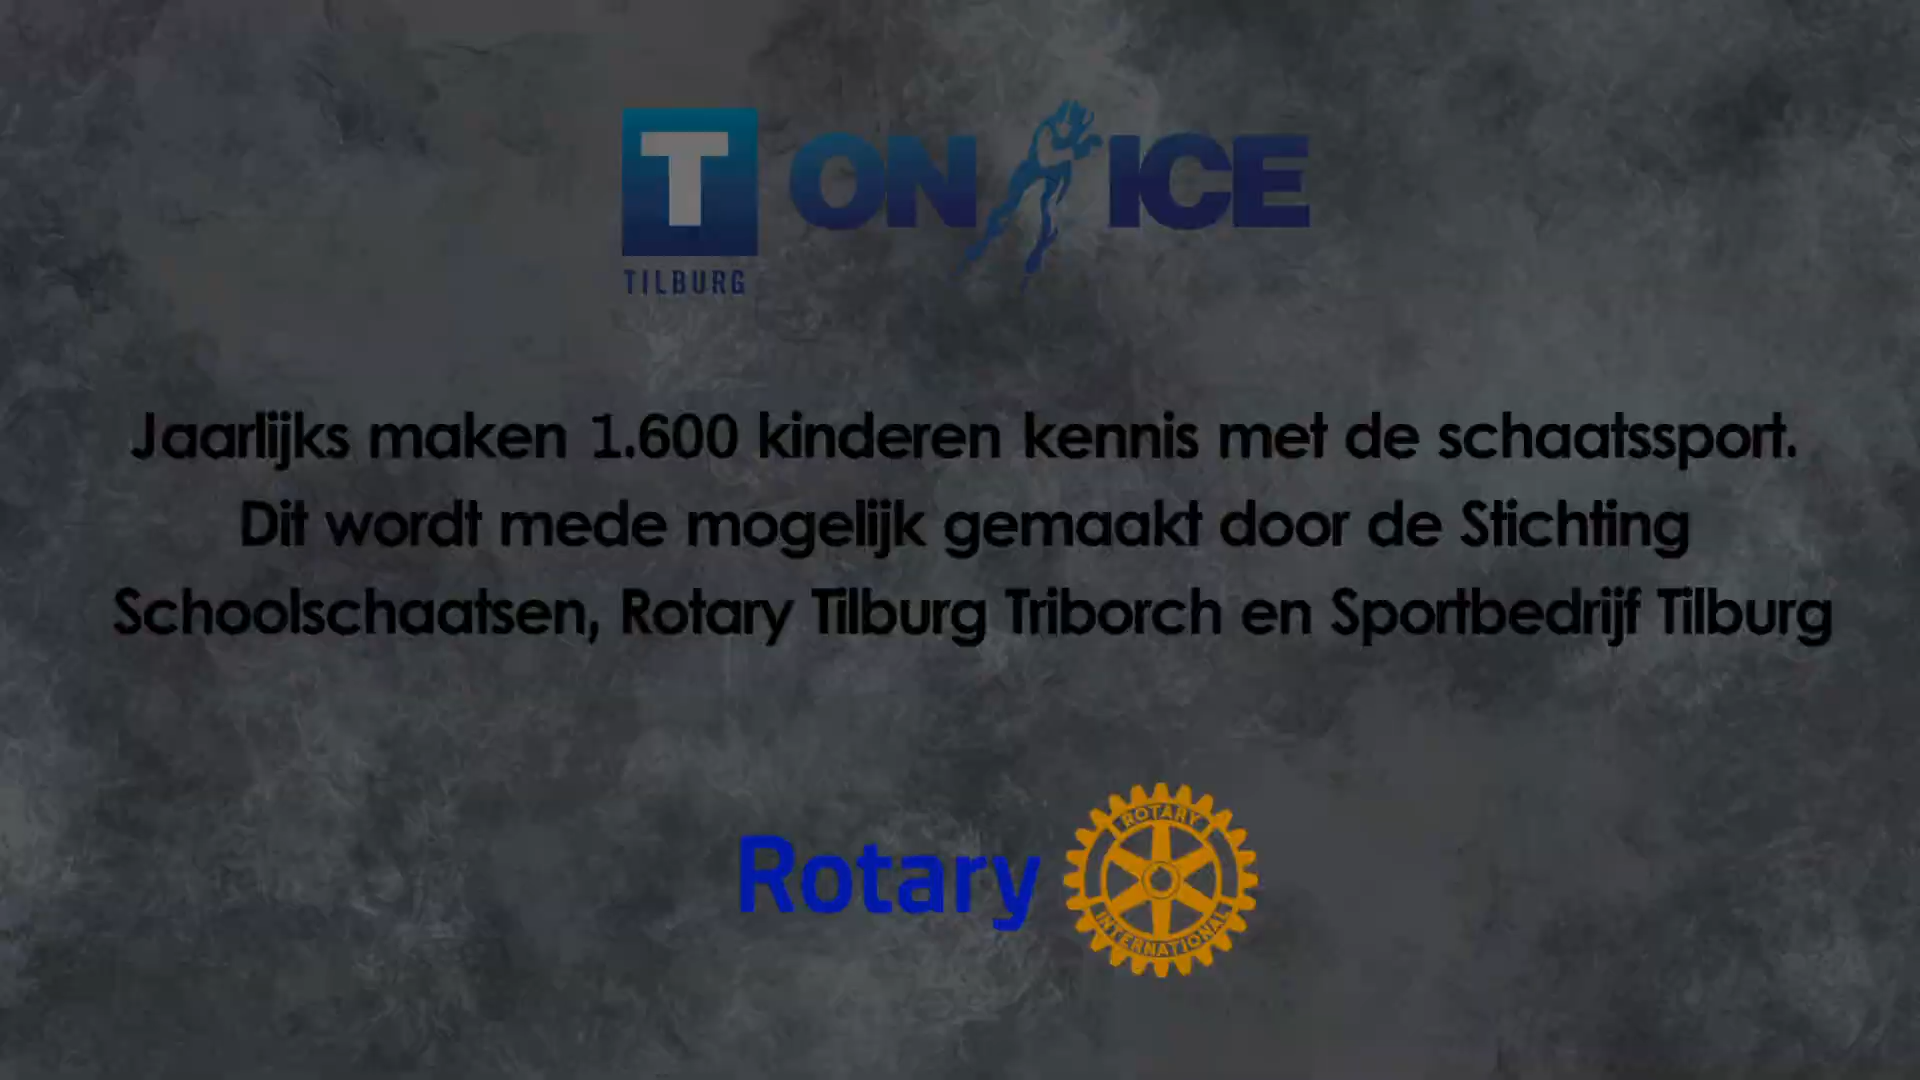 T ON ICE
TILBURG
Jaarlijks maken 1.600 kinderen kennis met de schaatssport.
Dit wordt mede mogelijk gemaakt door de Stichting
Schoolschaatsen, Rotary Tilburg Triborch en Sportbedrijf Tilburg
Rotary
ROTARY
INTERNATIONAL